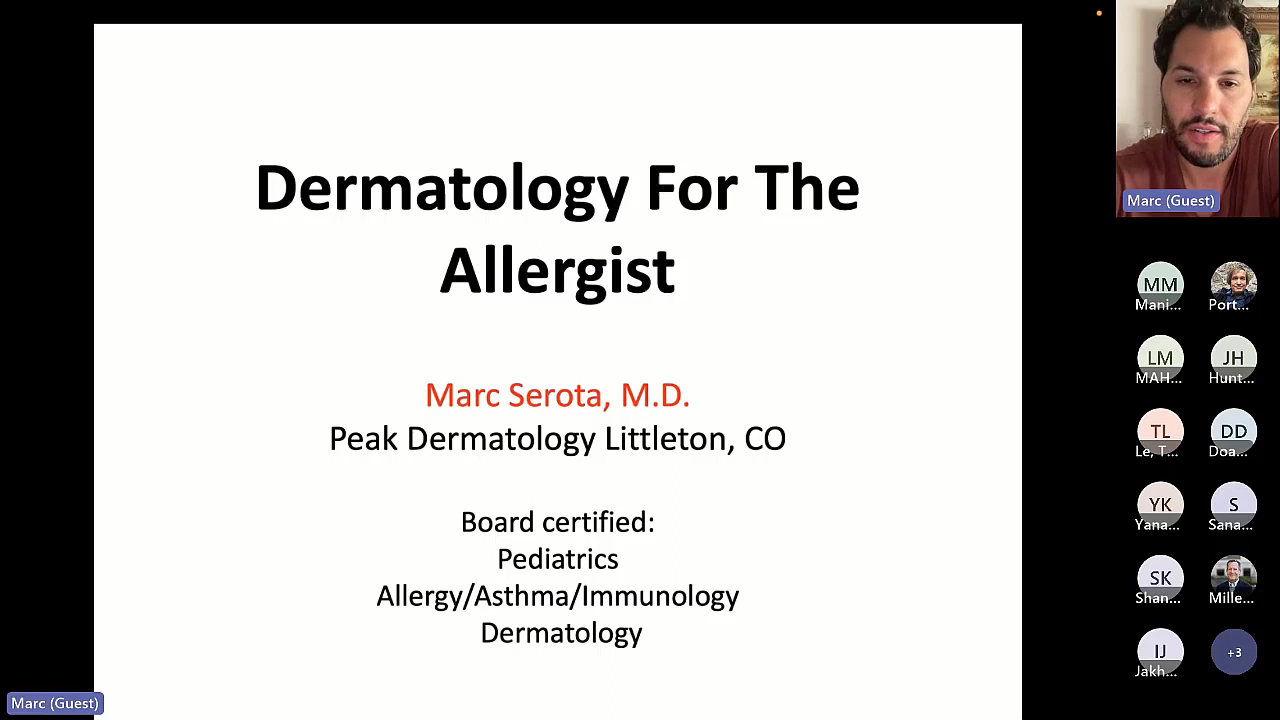 Dermatology For The
Allergist
Marc Serota, M.D.
Peak Dermatology Littleton, CO
Board certified:
Pediatrics
Allergy/Asthma/Immunology
Dermatology
Marc (Guest)
Marc (Guest)
MM
Mani...
Port...
LM
MAH...
JH
Hunt...
TL
Le, T...
DD
Doa...
YK
Yana...
S
Sana...
SK
Shan...
Mille...
IJ
Jakh...
+3